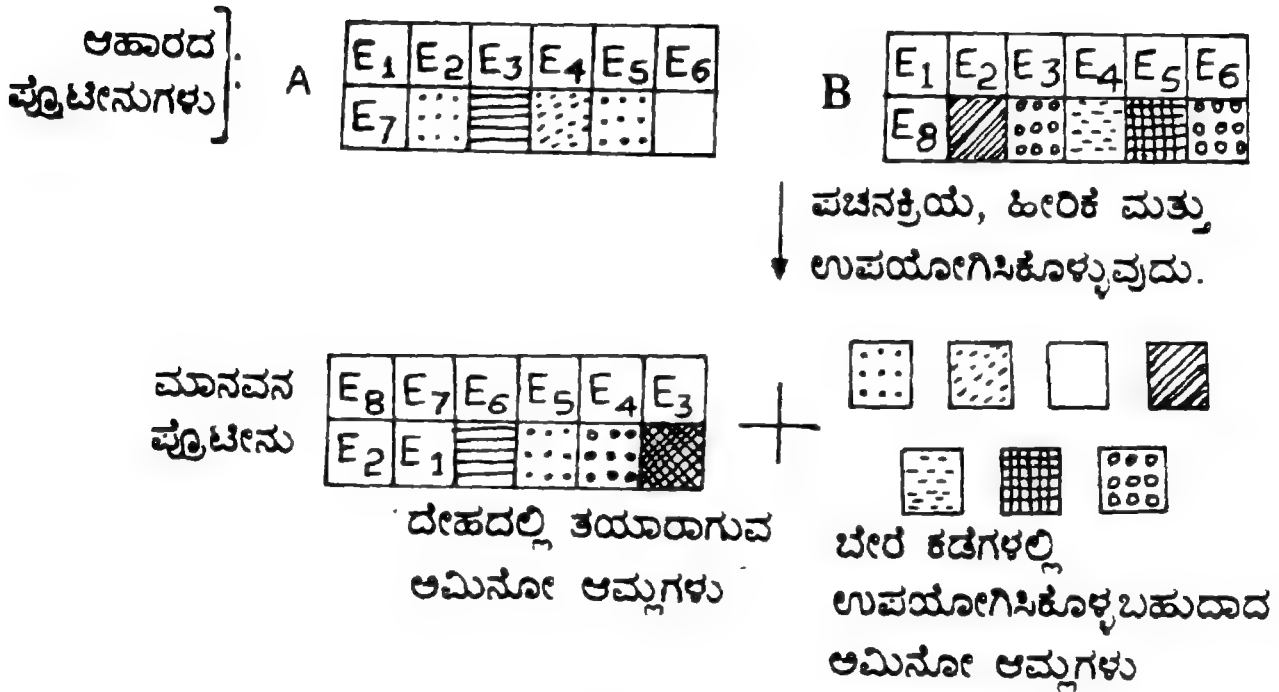 ಆಹಾರದ
ಪ್ರೊಟೀನುಗಳು
A
E1 E2 E3 E4 E5 E6
E7
B
E1 E2 E3 E4 E5 E6
E8
ಪಚನಕ್ರಿಯೆ, ಹೀರಿಕೆ ಮತ್ತು
ಉಪಯೋಗಿಸಿಕೊಳ್ಳುವುದು.
ಮಾನವನ
ಪ್ರೊಟೀನು
E8 E7 E6 E5 E4 E3
E2 E1
+
ದೇಹದಲ್ಲಿ ತಯಾರಾಗುವ
ಅಮಿನೋ ಆಮ್ಲಗಳು
ಬೇರೆ ಕಡೆಗಳಲ್ಲಿ
ಉಪಯೋಗಿಸಿಕೊಳ್ಳಬಹುದಾದ
ಅಮಿನೋ ಆಮ್ಲಗಳು